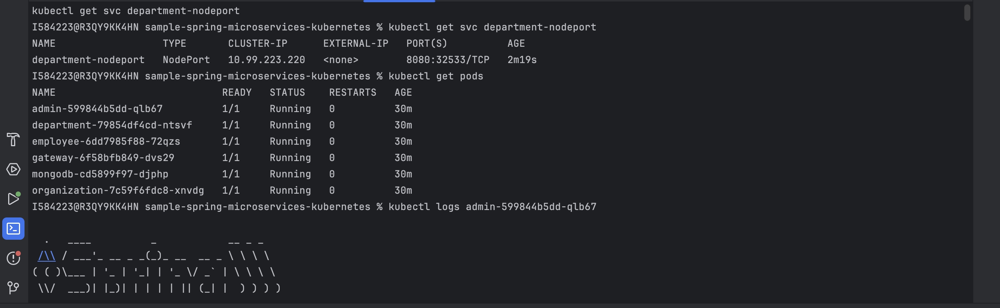 kubectl get svc department-nodeport
I584223@R3QY9KK4HN sample-spring-microservices-kubernetes % kubectl get svc department-nodeport
NAME                  TYPE       CLUSTER-IP      EXTERNAL-IP   PORT(S)          AGE
department-nodeport   NodePort   10.99.223.220   <none>        8080:32533/TCP   2m19s
I584223@R3QY9KK4HN sample-spring-microservices-kubernetes % kubectl get pods
NAME                            READY   STATUS    RESTARTS   AGE
admin-599844b5dd-qlb67          1/1     Running   0          30m
department-79854df4cd-ntsvf     1/1     Running   0          30m
employee-6dd7985f88-72qzs       1/1     Running   0          30m
gateway-6f58bfb849-dvs29        1/1     Running   0          30m
mongodb-cd5899f97-djphp         1/1     Running   0          30m
organization-7c59f6fdc8-xnvdg   1/1     Running   0          30m
I584223@R3QY9KK4HN sample-spring-microservices-kubernetes % kubectl logs admin-599844b5dd-qlb67
  .   ____          _            __ _ _
 /\\ / ___'_ __ _ _(_)_ __  __ _ \ \ \ \
( ( )\___ | '_ | '_| | '_ \/ _` | \ \ \ \
 \\/  ___)| |_)| | | | | || (_| |  ) ) ) )